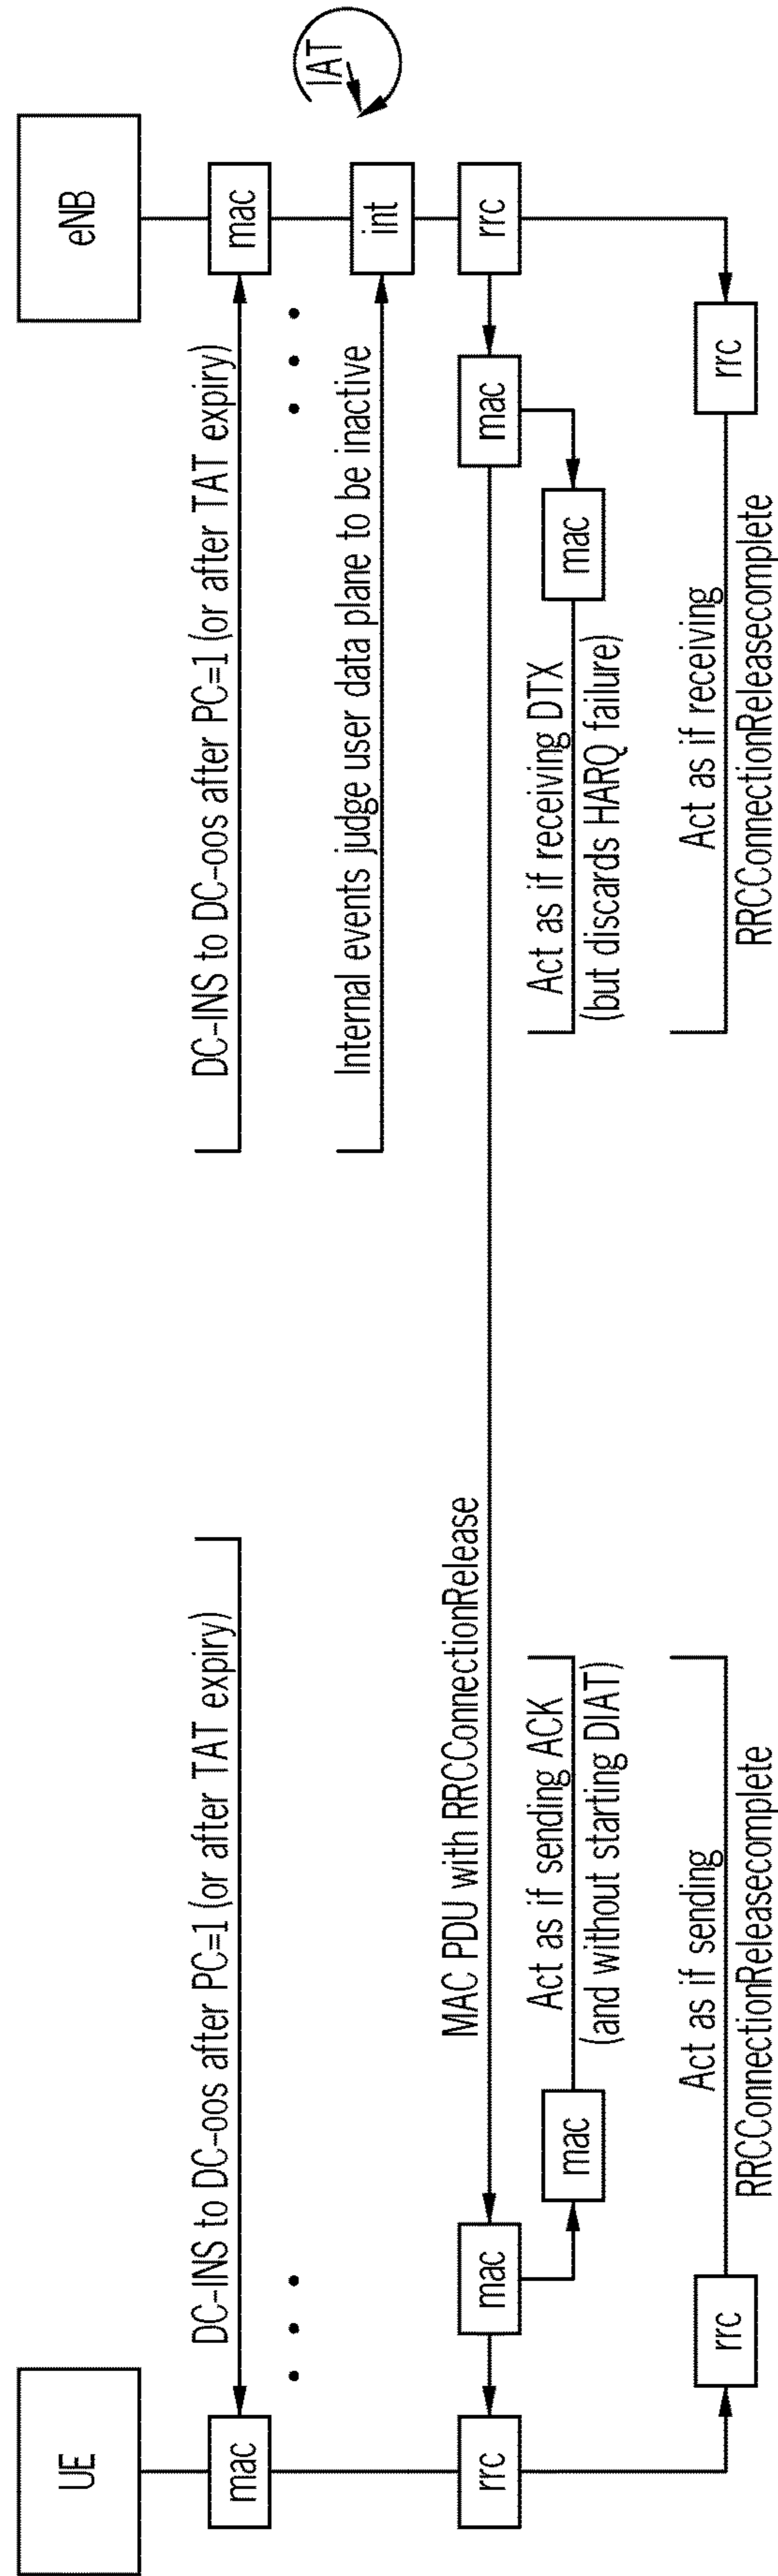 UE
eNB
mac
DC-INS to DC-oos after PC=1 (or after TAT expiry)
DC-INS to DC-oos after PC=1 (or after TAT expiry)
mac
IAT
Internal events judge user data plane to be inactive
int
rrc
mac
MAC PDU with RRCConnectionRelease
mac
rrc
mac
Act as if sending ACK
(and without starting DIAT)
Act as if receiving DTX
(but discards HARQ failure)
mac
rrc
Act as if sending
RRCConnectionReleasecomplete
Act as if receiving
RRCConnectionReleasecomplete
rrc